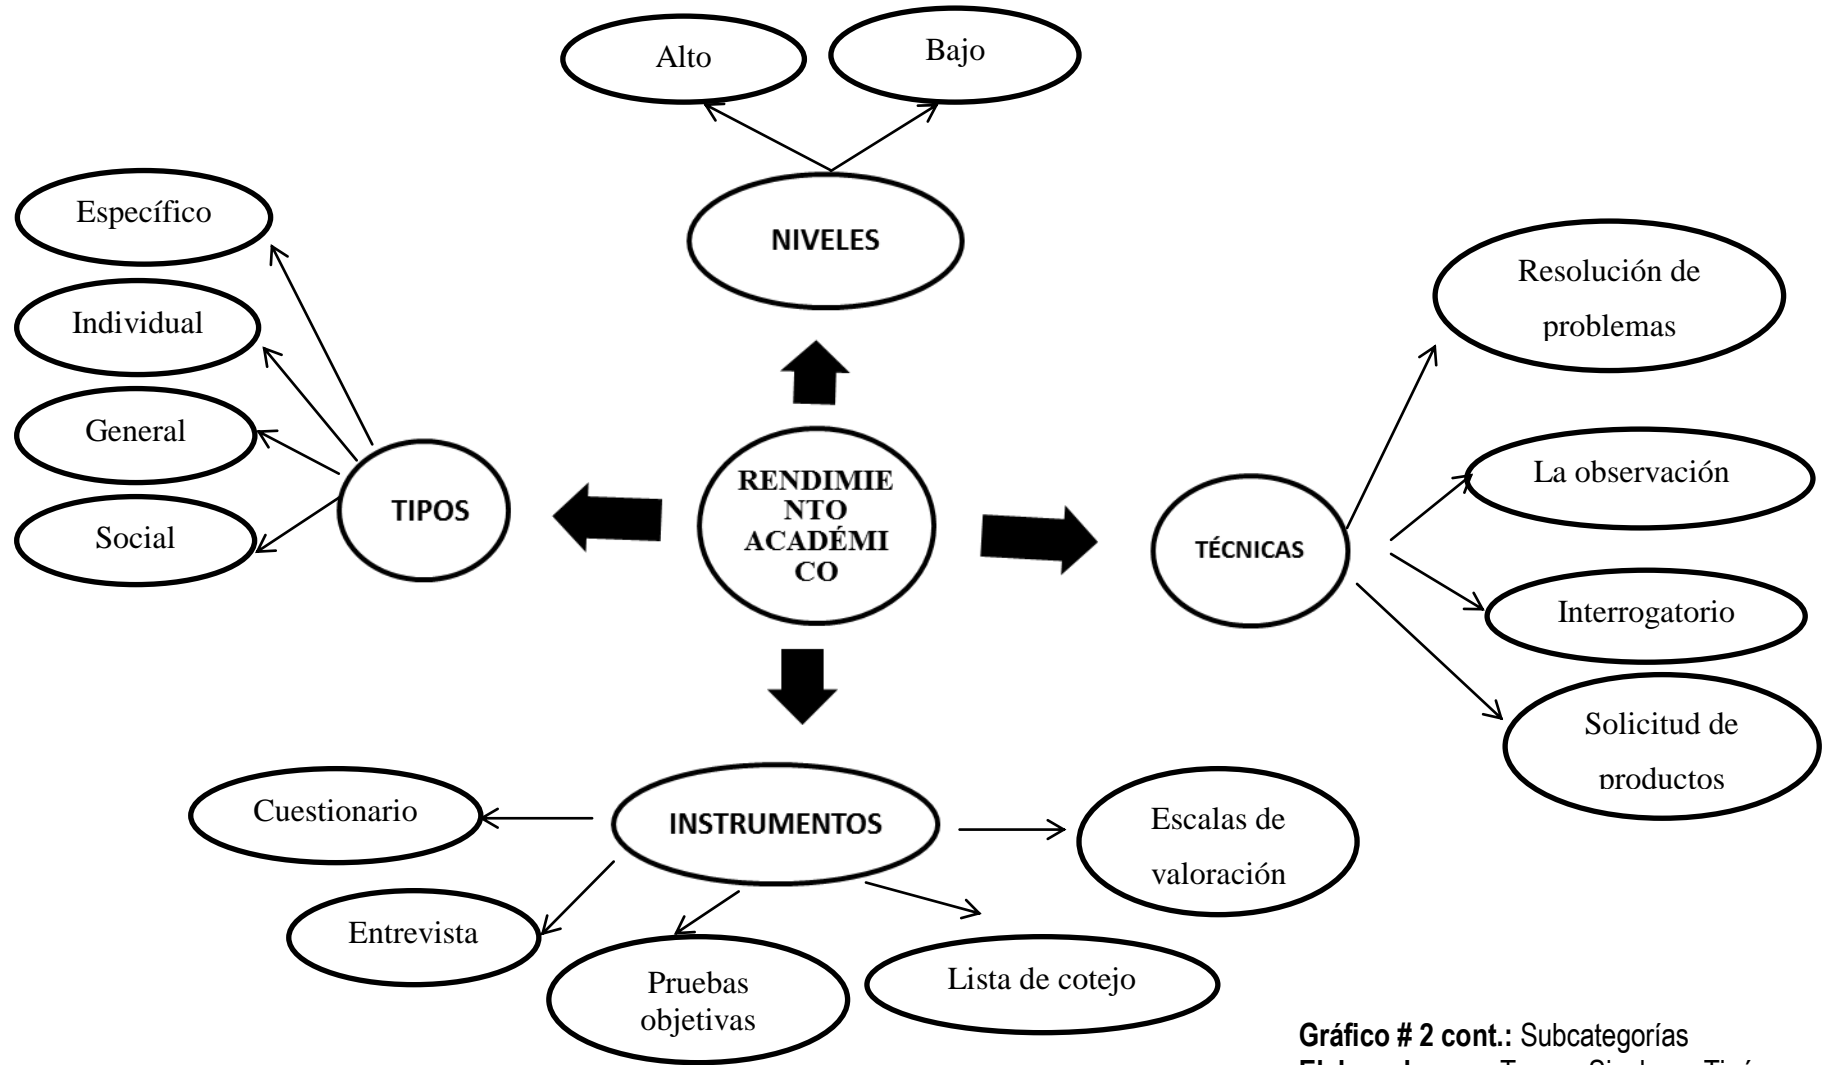 Alto
Bajo
NIVELES
Específico
Individual
General
Social
TIPOS
RENDIMIE
NTO
ACADÉMI
CO
TÉCNICAS
Resolución de
problemas
La observación
Interrogatorio
Solicitud de
productos
INSTRUMENTOS
Cuestionario
Entrevista
Pruebas
objetivas
Lista de cotejo
Escalas de
valoración
Gráfico # 2 cont.: Subcategorías